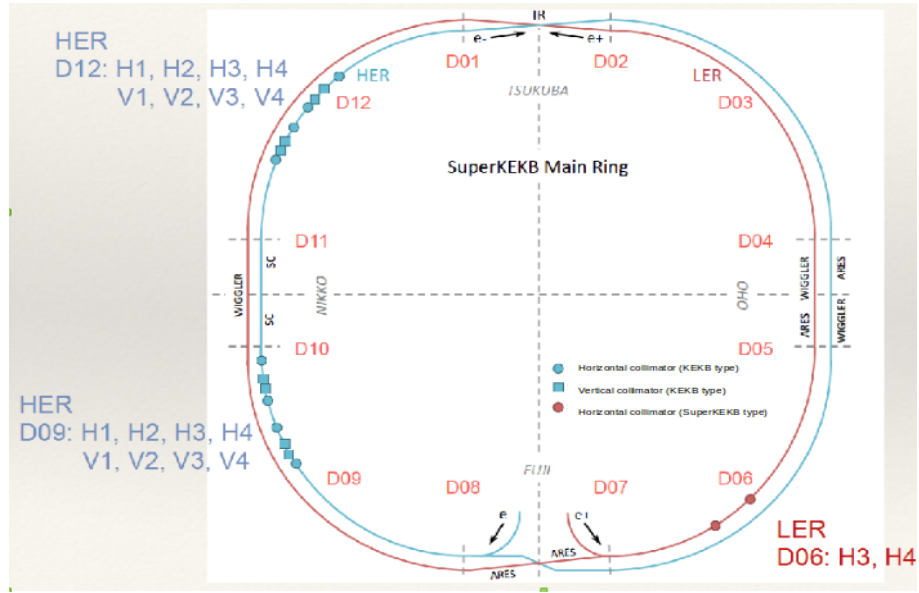 IR
HER
D12: H1, H2, H3, H4
V1, V2, V3, V4
e-
e+
D01
D02
HER
LER
D12
TSUKUBA
D03
SuperKEKB Main Ring
D11
D04
SC
WIGGLER
NIKKO
SC
WIGGLER
ARES
OHO
ARES
WIGGLER
D10
D05
Horizontal collimator (KEKB type)
Vertical collimator (KEKB type)
Horizontal collimator (SuperKEKB type)
HER
D09: H1, H2, H3, H4
V1, V2, V3, V4
D09
FUJI
D06
D08
D07
e-
e+
ARES
ARES
LER
D06: H3, H4